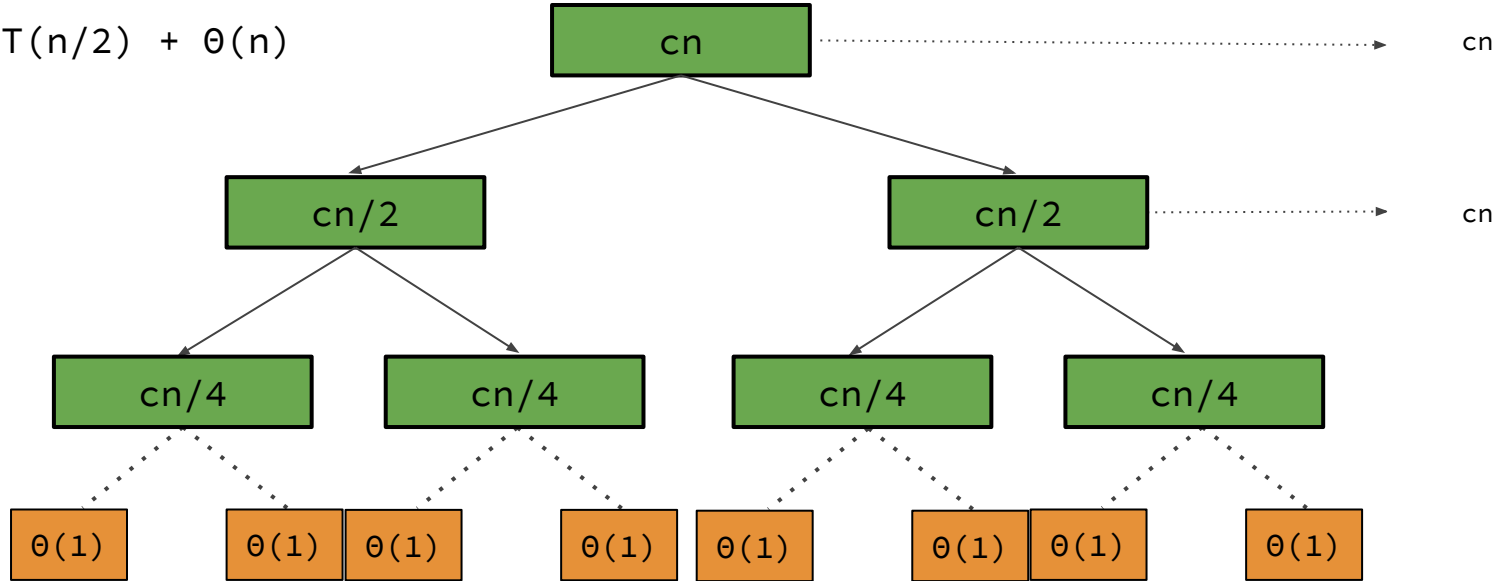 T(n/2) + Θ(n)
cn
cn
cn/2
cn/2
cn
cn/4
cn/4
cn/4
cn/4
Θ(1)
Θ(1)
Θ(1)
Θ(1)
Θ(1)
Θ(1)
Θ(1)
Θ(1)